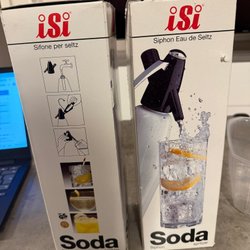 iSi
Sifone per seltz
Soda
iSi
Siphon Eau de Seltz
Soda